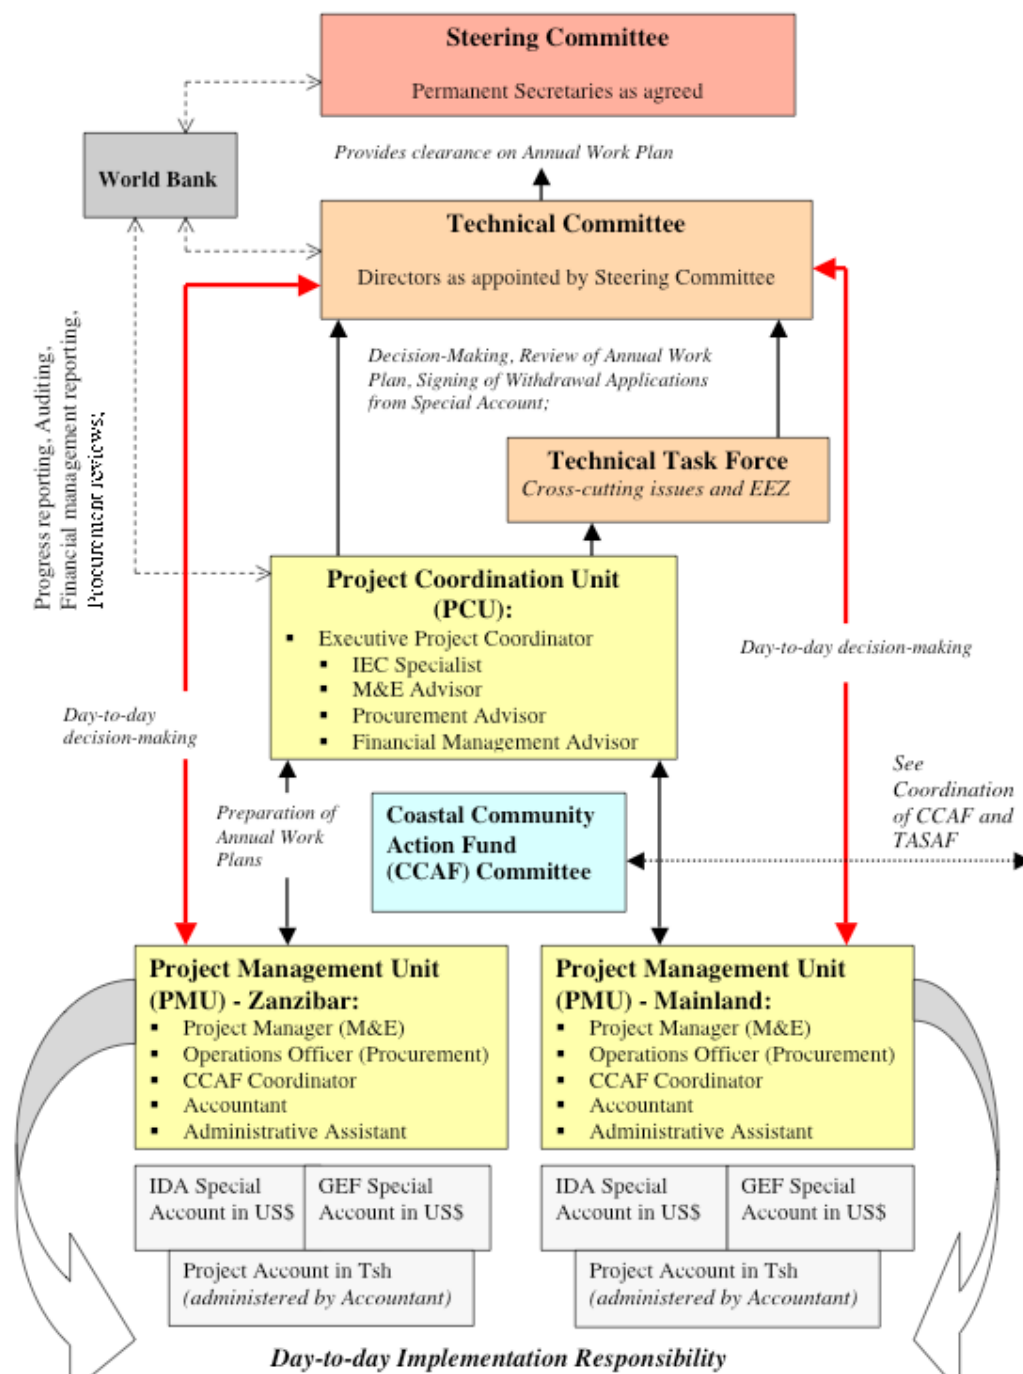 Steering Committee
Permanent Secretaries as agreed
World Bank
Provides clearance on Annual Work Plan
Technical Committee
Directors as appointed by Steering Committee
Progress reporting, Auditing,
Financial management reporting,
Procurement reviews;
Decision-Making, Review of Annual Work
Plan, Signing of Withdrawal Applications
from Special Account;
Technical Task Force
Cross-cutting issues and EEZ
Project Coordination Unit
(PCU):
▪ Executive Project Coordinator
▪ IEC Specialist
▪ M&E Advisor
▪ Procurement Advisor
▪ Financial Management Advisor
Day-to-day decision-making
Day-to-day
decision-making
See
Coordination
of CCAF and
TASAF
Preparation of
Annual Work
Plans
Coastal Community
Action Fund
(CCAF) Committee
Project Management Unit
(PMU) - Zanzibar:
▪ Project Manager (M&E)
▪ Operations Officer (Procurement)
▪ CCAF Coordinator
▪ Accountant
▪ Administrative Assistant
Project Management Unit
(PMU) - Mainland:
▪ Project Manager (M&E)
▪ Operations Officer (Procurement)
▪ CCAF Coordinator
▪ Accountant
▪ Administrative Assistant
IDA Special
Account in US$
GEF Special
Account in US$
Project Account in Tsh
(administered by Accountant)
IDA Special
Account in US$
GEF Special
Account in US$
Project Account in Tsh
(administered by Accountant)
Day-to-day Implementation Responsibility